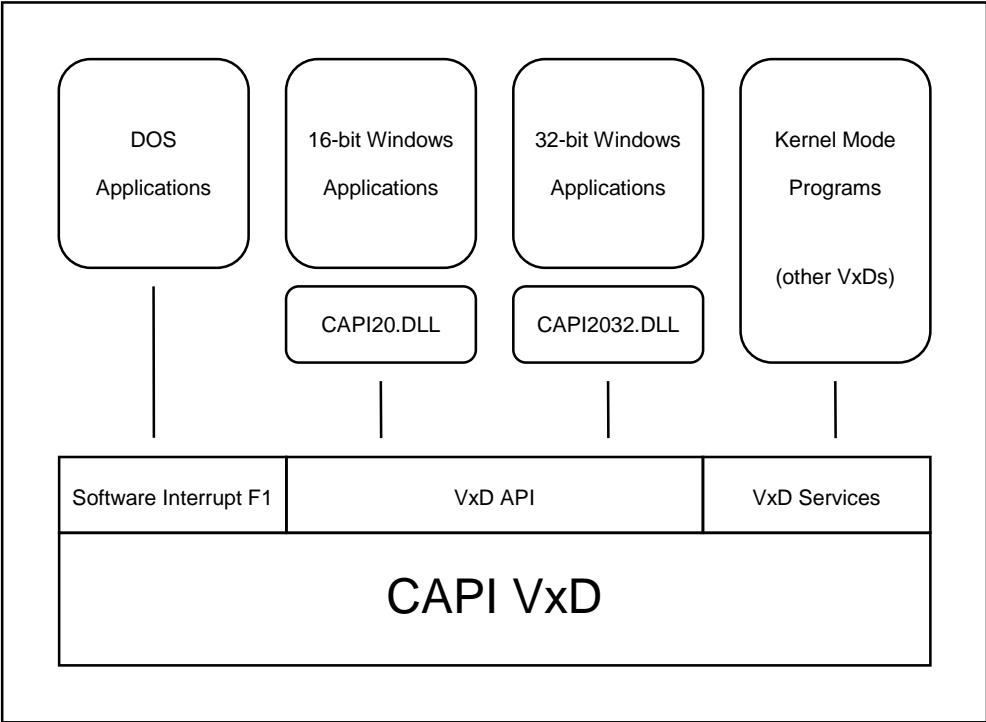 DOS
Applications
16-bit Windows
Applications
32-bit Windows
Applications
Kernel Mode
Programs
(other VxDs)
CAPI20.DLL
CAPI2032.DLL
Software Interrupt F1
VxD API
VxD Services
CAPI VxD